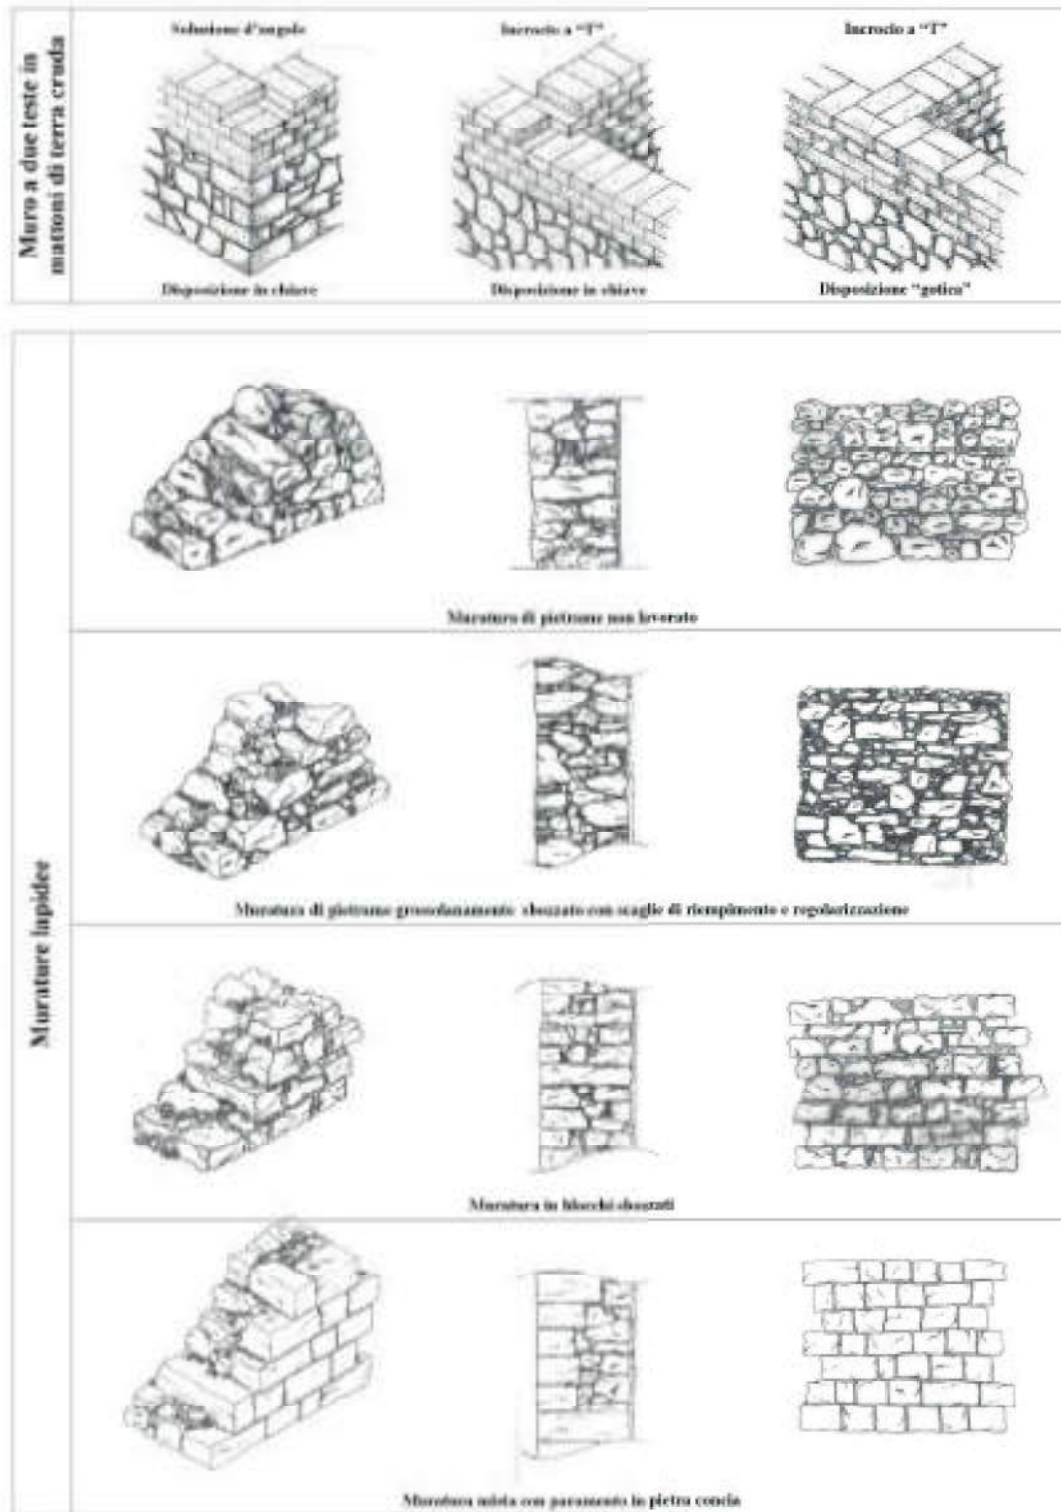 Muro a due teste in
mattoni di terra cruda
Soluzione d'angolo
Incrocio a "T"
Incrocio a "T"
Disposizione in chiave
Disposizione in chiave
Disposizione "gotica"
Murature lapidee
Muratura di pietrame non lavorato
Muratura di pietrame grossolanamente sbozzato con scaglie di riempimento e regolarizzazione
Muratura in blocchi sbozzati
Muratura mista con paramento in pietra concia